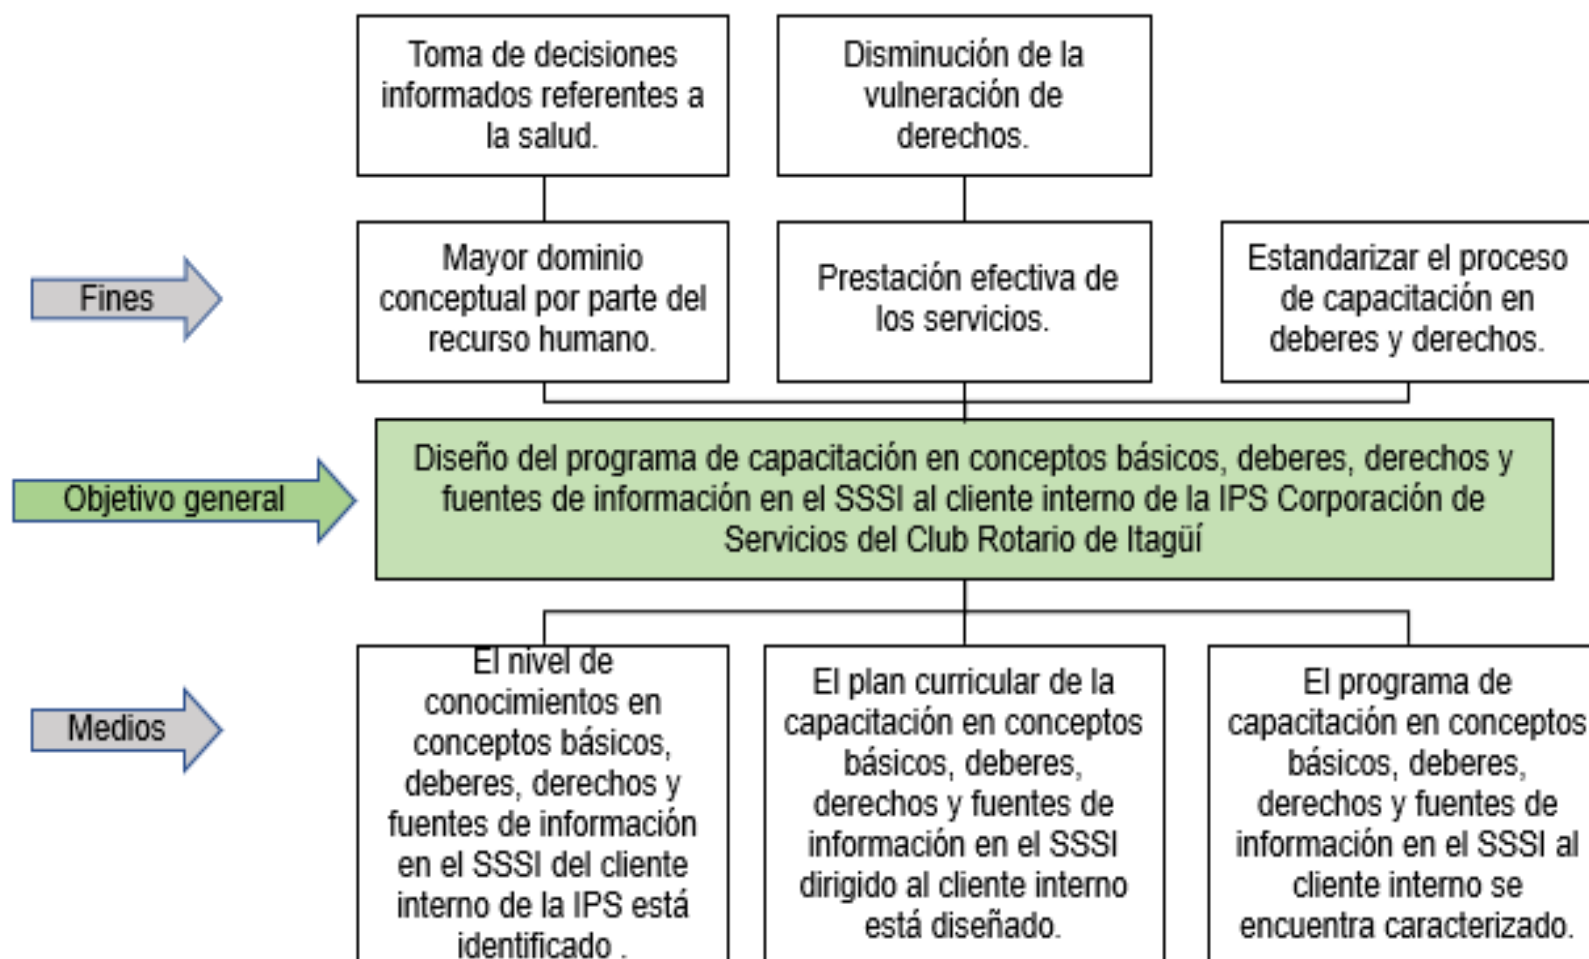 Toma de decisiones
informados referentes a
la salud.
Disminución de la
vulneración de
derechos.
Fines
Mayor dominio
conceptual por parte del
recurso humano.
Prestación efectiva de
los servicios.
Estandarizar el proceso
de capacitación en
deberes y derechos.
Objetivo general
Diseño del programa de capacitación en conceptos básicos, deberes, derechos y
fuentes de información en el SSSI al cliente interno de la IPS Corporación de
Servicios del Club Rotario de Itagüí
Medios
El nivel de
conocimientos en
conceptos básicos,
deberes, derechos y
fuentes de información
en el SSSI del cliente
interno de la IPS está
identificado .
El plan curricular de la
capacitación en conceptos
básicos, deberes,
derechos y fuentes de
información en el SSSI
dirigido al cliente interno
está diseñado.
El programa de
capacitación en conceptos
básicos, deberes,
derechos y fuentes de
información en el SSSI al
cliente interno se
encuentra caracterizado.